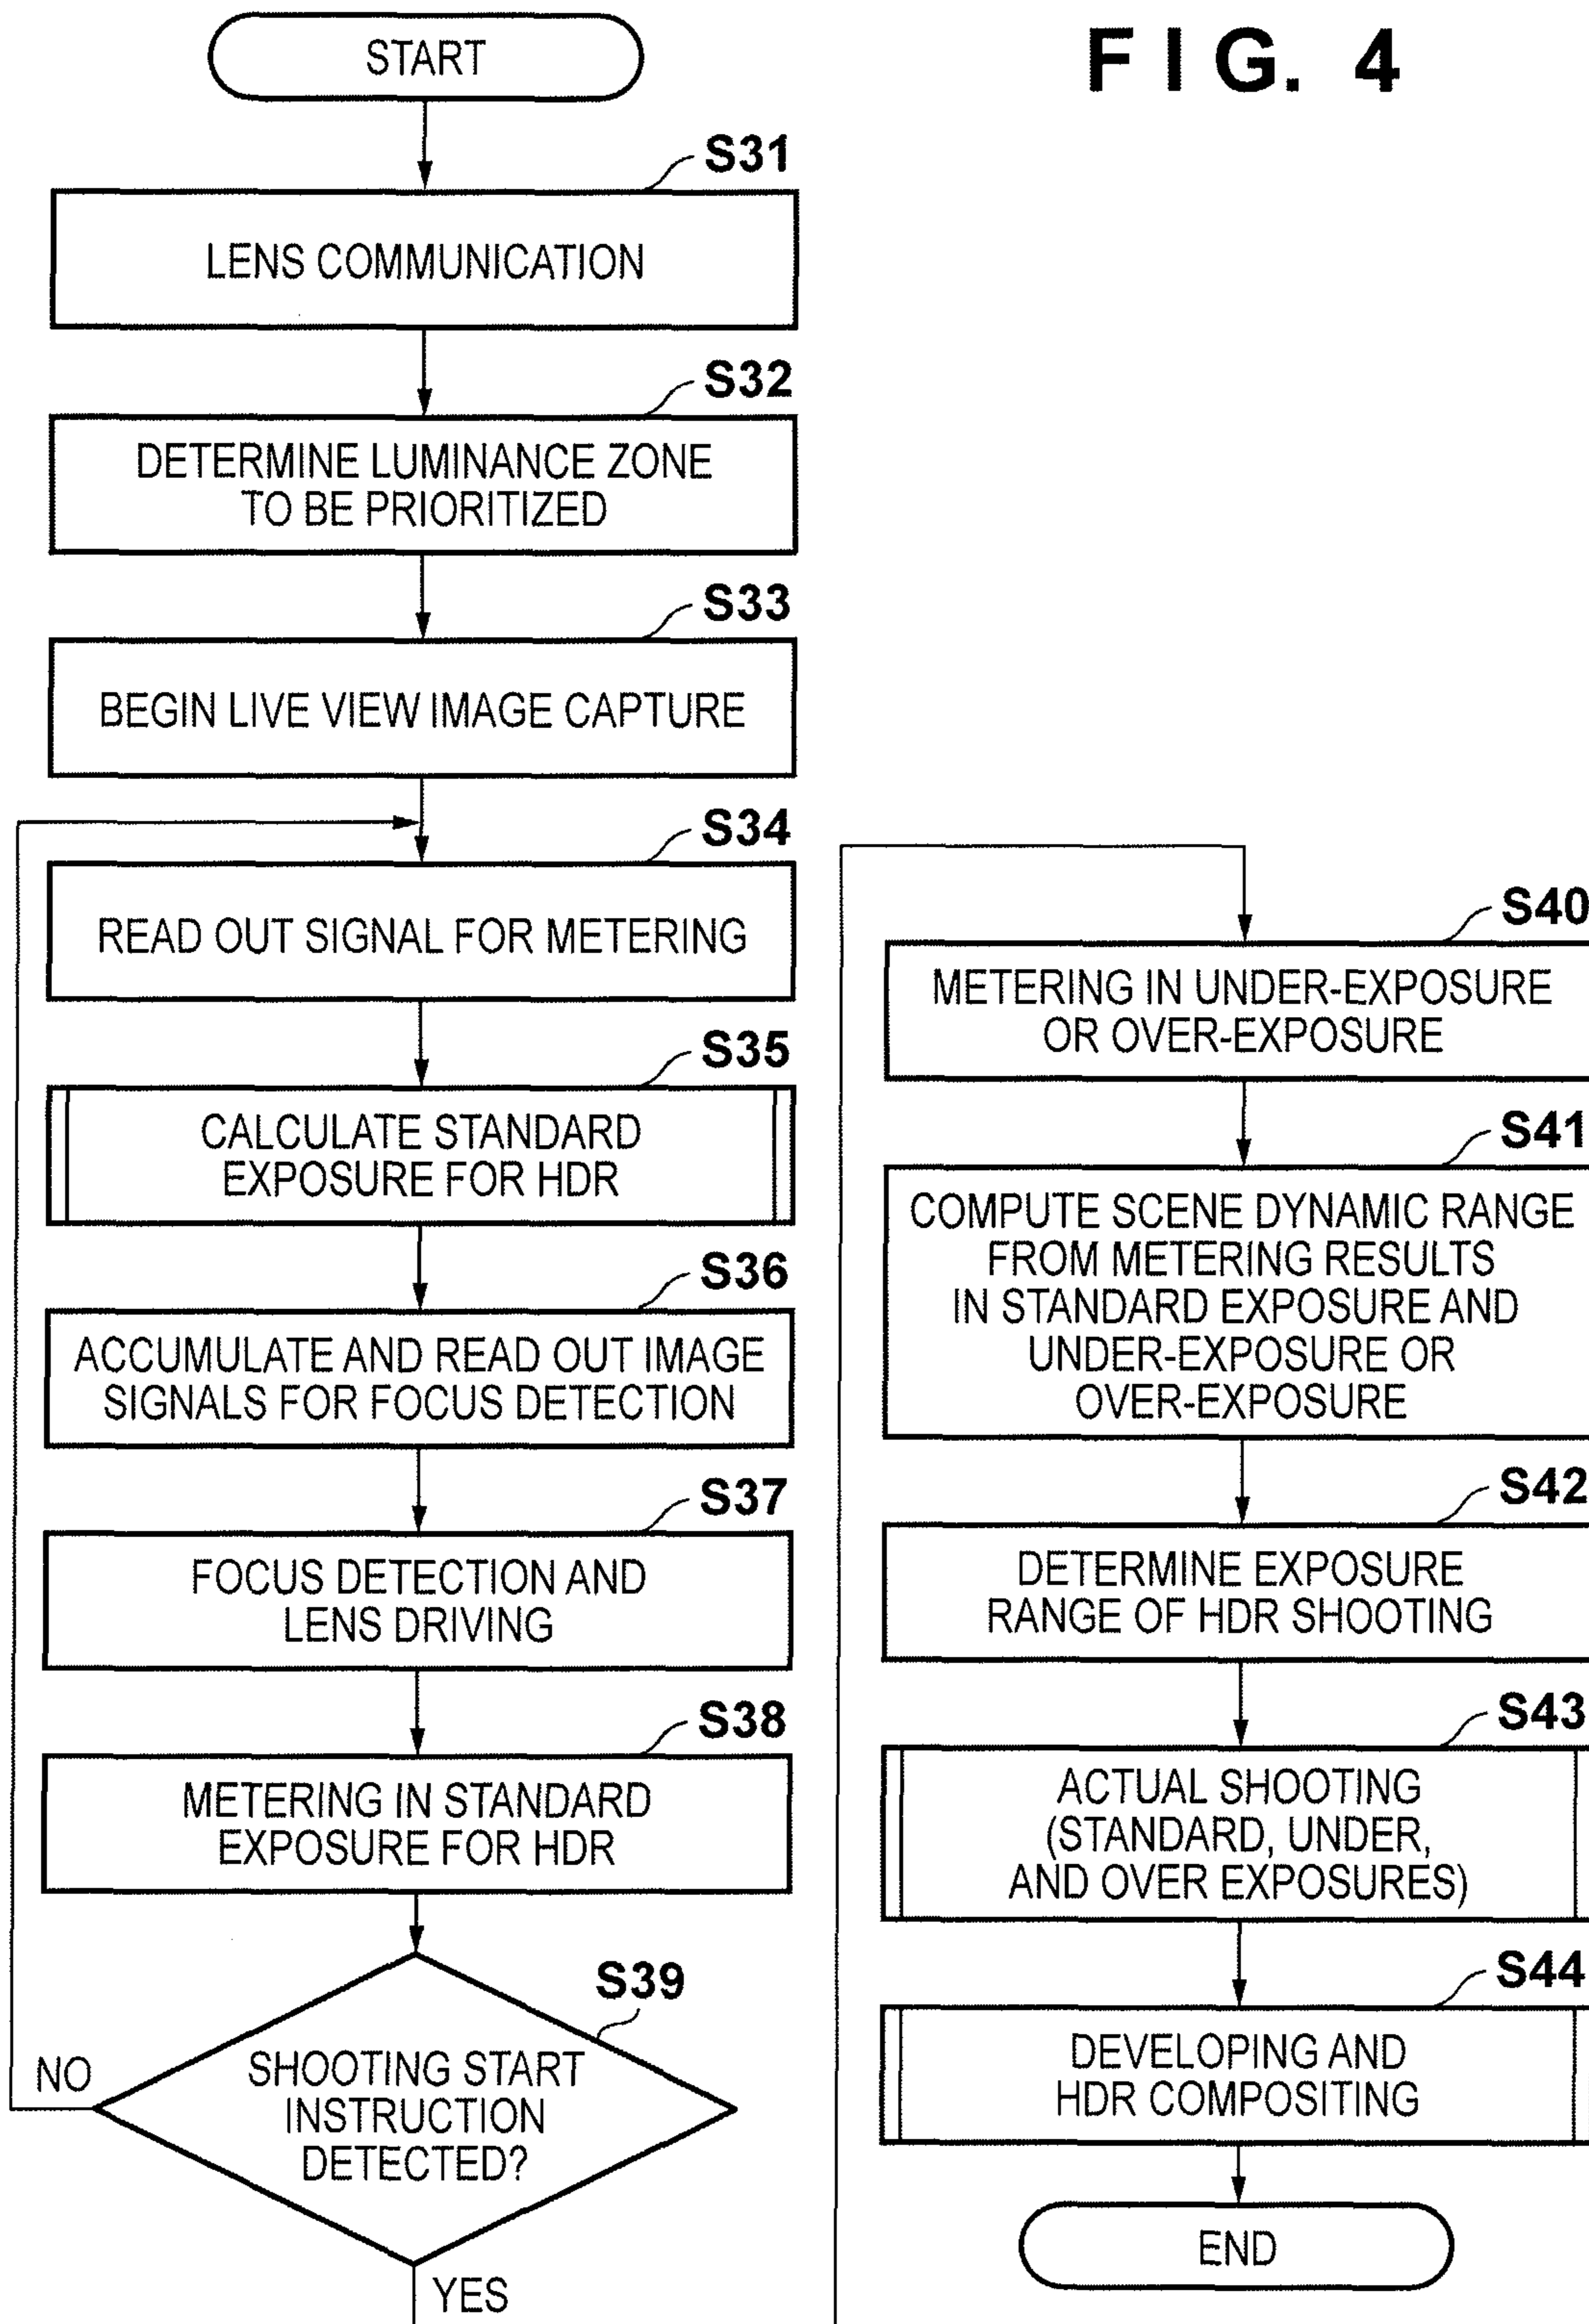 FIG. 4
START
S31
LENS COMMUNICATION
S32
DETERMINE LUMINANCE ZONE
TO BE PRIORITIZED
S33
BEGIN LIVE VIEW IMAGE CAPTURE
S34
READ OUT SIGNAL FOR METERING
S35
CALCULATE STANDARD
EXPOSURE FOR HDR
S36
ACCUMULATE AND READ OUT IMAGE
SIGNALS FOR FOCUS DETECTION
S37
FOCUS DETECTION AND
LENS DRIVING
S38
METERING IN STANDARD
EXPOSURE FOR HDR
S39
SHOOTING START
INSTRUCTION
DETECTED?
NO
YES
S40
METERING IN UNDER-EXPOSURE
OR OVER-EXPOSURE
S41
COMPUTE SCENE DYNAMIC RANGE
FROM METERING RESULTS
IN STANDARD EXPOSURE AND
UNDER-EXPOSURE OR
OVER-EXPOSURE
S42
DETERMINE EXPOSURE
RANGE OF HDR SHOOTING
S43
ACTUAL SHOOTING
(STANDARD, UNDER,
AND OVER EXPOSURES)
S44
DEVELOPING AND
HDR COMPOSITING
END